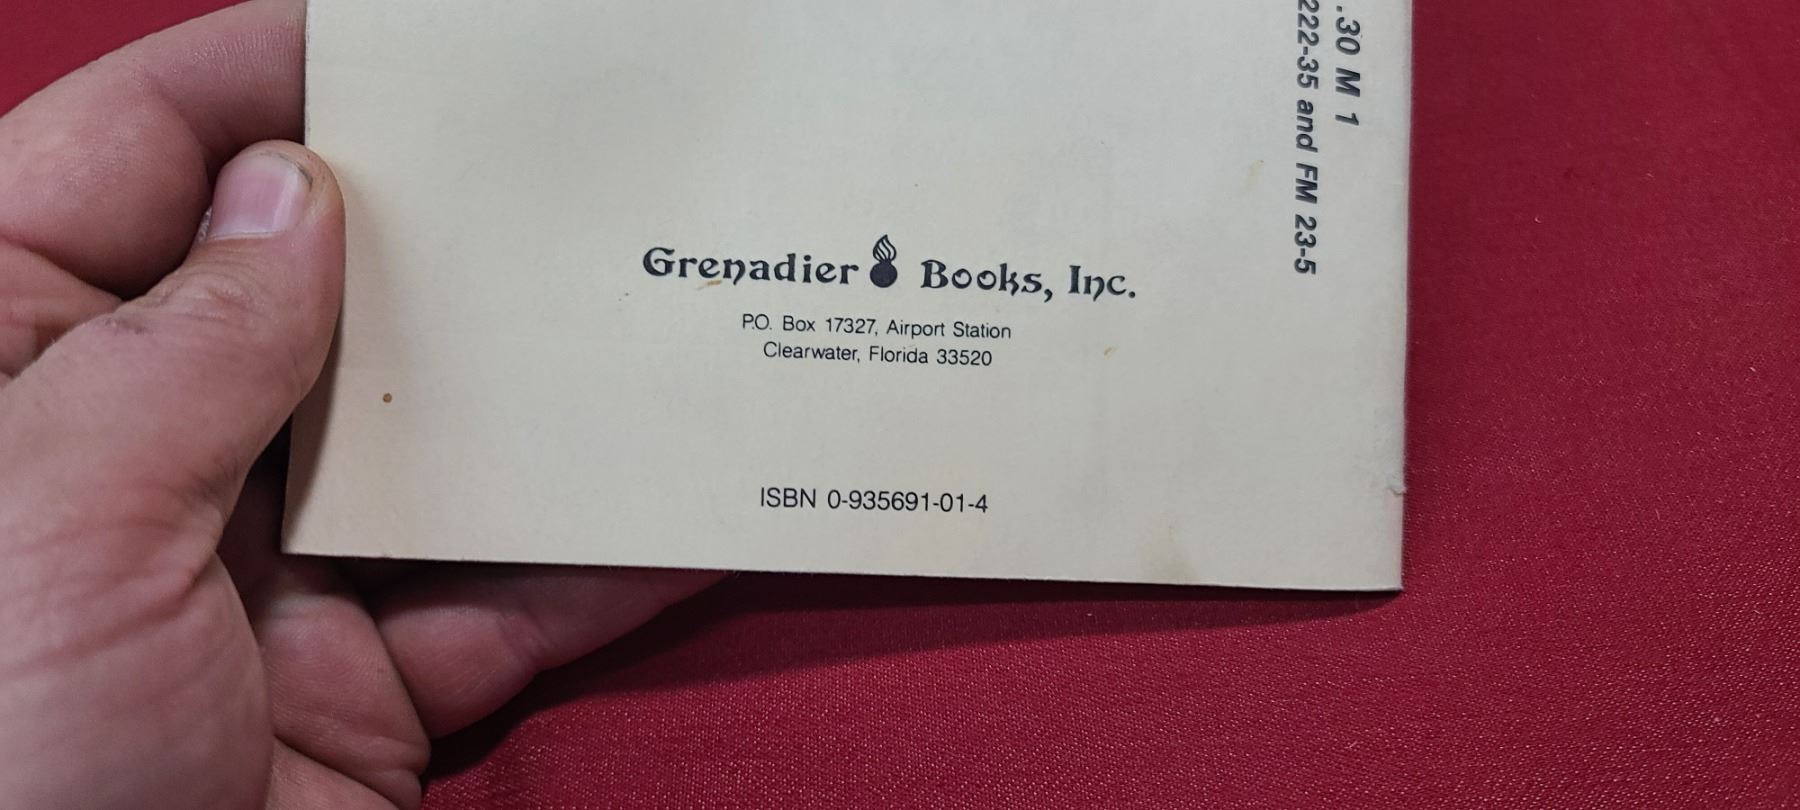 .30 M 1
222-35 and FM 23-5
Grenadier Books, Inc.
P.O. Box 17327, Airport Station
Clearwater, Florida 33520
ISBN 0-935691-01-4